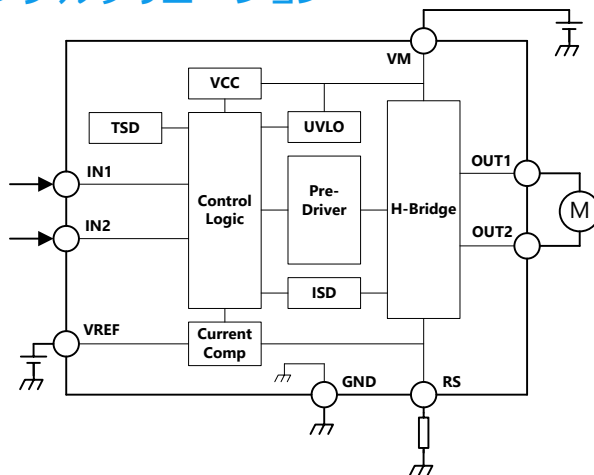 VM
VCC
TSD
UVLO
IN1
OUT1
Control
Logic
Pre-
Driver
H-Bridge
IN2
OUT2
M
ISD
VREF
Current
Comp
GND
RS